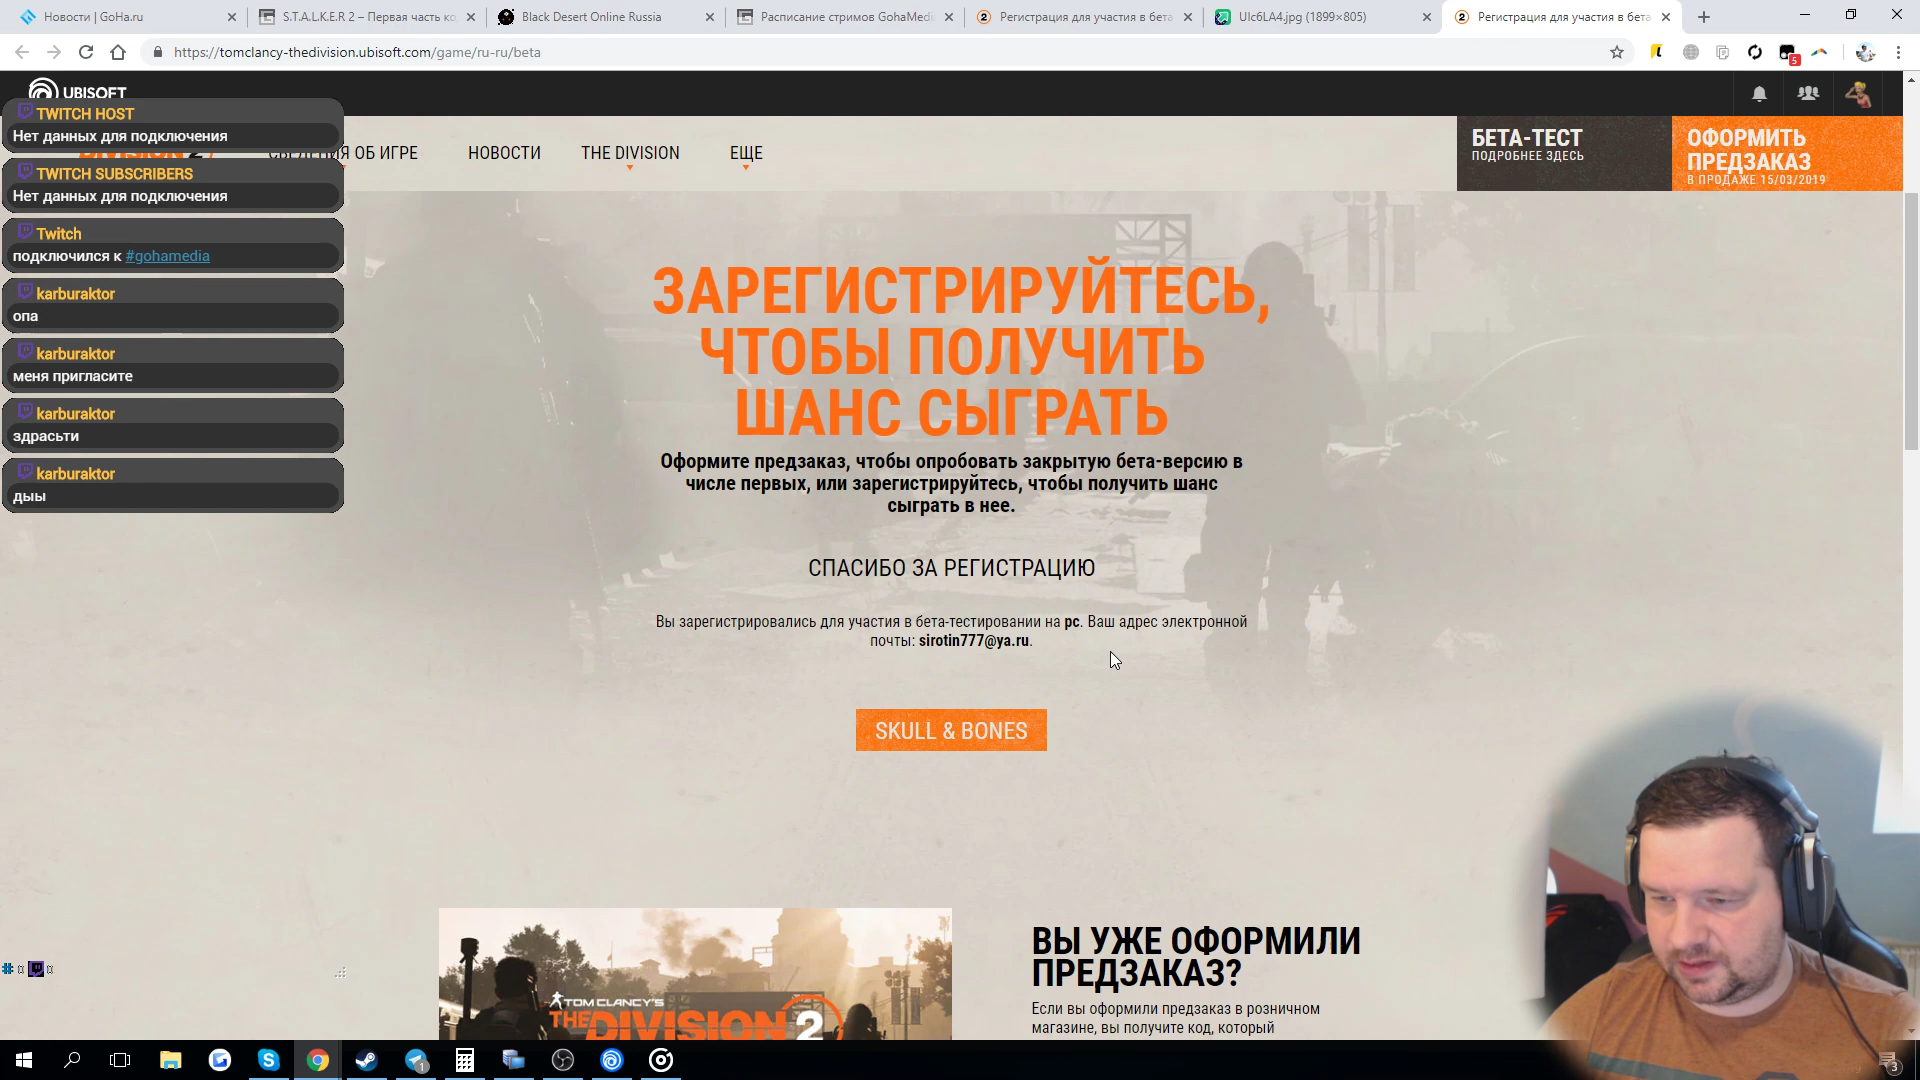 Новости | GoHa.ru
S.T.A.L.K.E.R 2 – Первая часть ко
Black Desert Online Russia
Расписание стримов GohaMedi
Регистрация для участия в бета
UIc6LA4.jpg (1899×805)
Регистрация для участия в бета
https://tomclancy-thedivision.ubisoft.com/game/ru-ru/beta
5
UBISOFT
TWITCH HOST
Нет данных для подключения
TWITCH SUBSCRIBERS
Нет данных для подключения
Twitch
подключился к #gohamedia
karburaktor
опа
karburaktor
меня пригласите
karburaktor
здрасьти
karburaktor
дыы
СВЕДЕНИЯ ОБ ИГРЕ
НОВОСТИ
THE DIVISION
ЕЩЕ
БЕТА-ТЕСТ
ПОДРОБНЕЕ ЗДЕСЬ
ОФОРМИТЬ
ПРЕДЗАКАЗ
В ПРОДАЖЕ 15/03/2019
ЗАРЕГИСТРИРУЙТЕСЬ,
ЧТОБЫ ПОЛУЧИТЬ
ШАНС СЫГРАТЬ
Оформите предзаказ, чтобы опробовать закрытую бета-версию в
числе первых, или зарегистрируйтесь, чтобы получить шанс
сыграть в нее.
СПАСИБО ЗА РЕГИСТРАЦИЮ
Вы зарегистрировались для участия в бета-тестировании на pc. Ваш адрес электронной
почты: sirotin777@ya.ru.
SKULL & BONES
TOM CLANCY'S
THE DIVISION 2
ВЫ УЖЕ ОФОРМИЛИ
ПРЕДЗАКАЗ?
Если вы оформили предзаказ в розничном
магазине, вы получите код, который
1
3